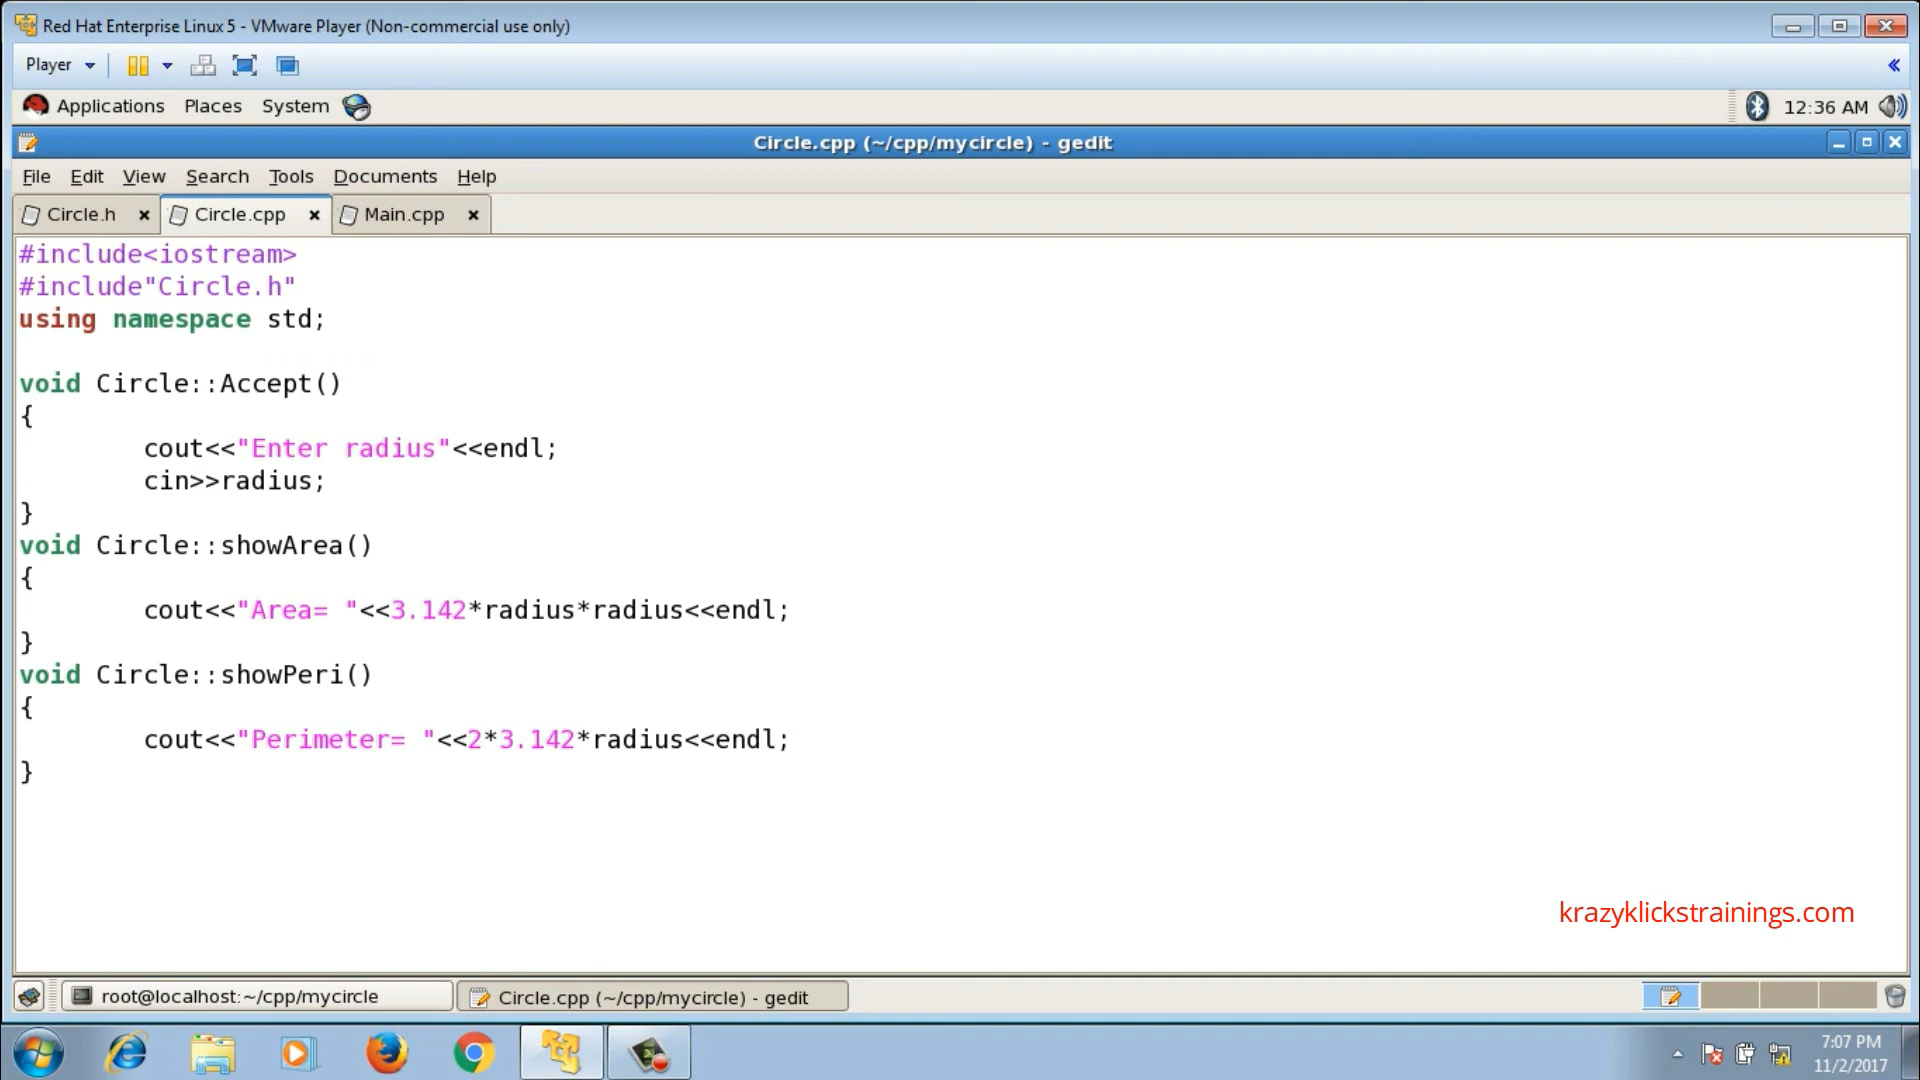 Red Hat Enterprise Linux 5 - VMware Player (Non-commercial use only)
Player
Applications Places System 12:36 AM
Circle.cpp (~/cpp/mycircle) - gedit
File Edit View Search Tools Documents Help
Circle.h Circle.cpp Main.cpp
#include<iostream>
#include"Circle.h"
using namespace std;
void Circle::Accept()
{
cout<<"Enter radius"<<endl;
cin>>radius;
}
void Circle::showArea()
{
cout<<"Area= "<<3.142*radius*radius<<endl;
}
void Circle::showPeri()
{
cout<<"Perimeter= "<<2*3.142*radius<<endl;
}
krazyklickstrainings.com
root@localhost:~/cpp/mycircle Circle.cpp (~/cpp/mycircle) - gedit
7:07 PM
11/2/2017